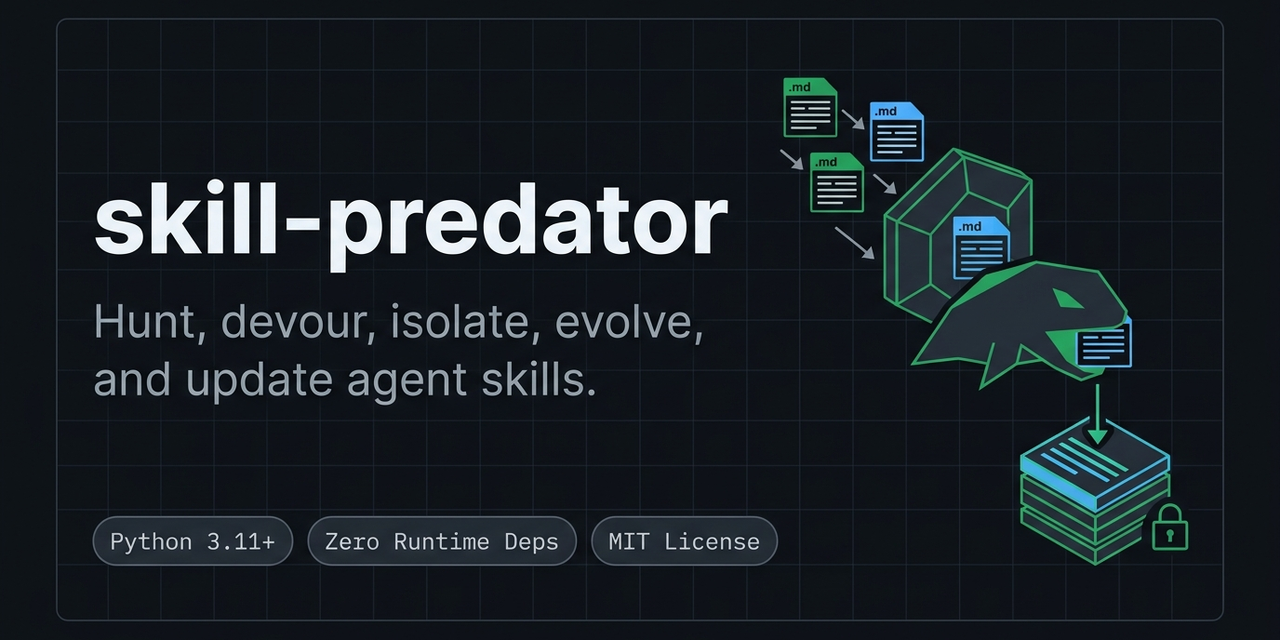 skill-predator
Hunt, devour, isolate, evolve,
and update agent skills.
Python 3.11+
Zero Runtime Deps
MIT License
.md
.md
.md
.md